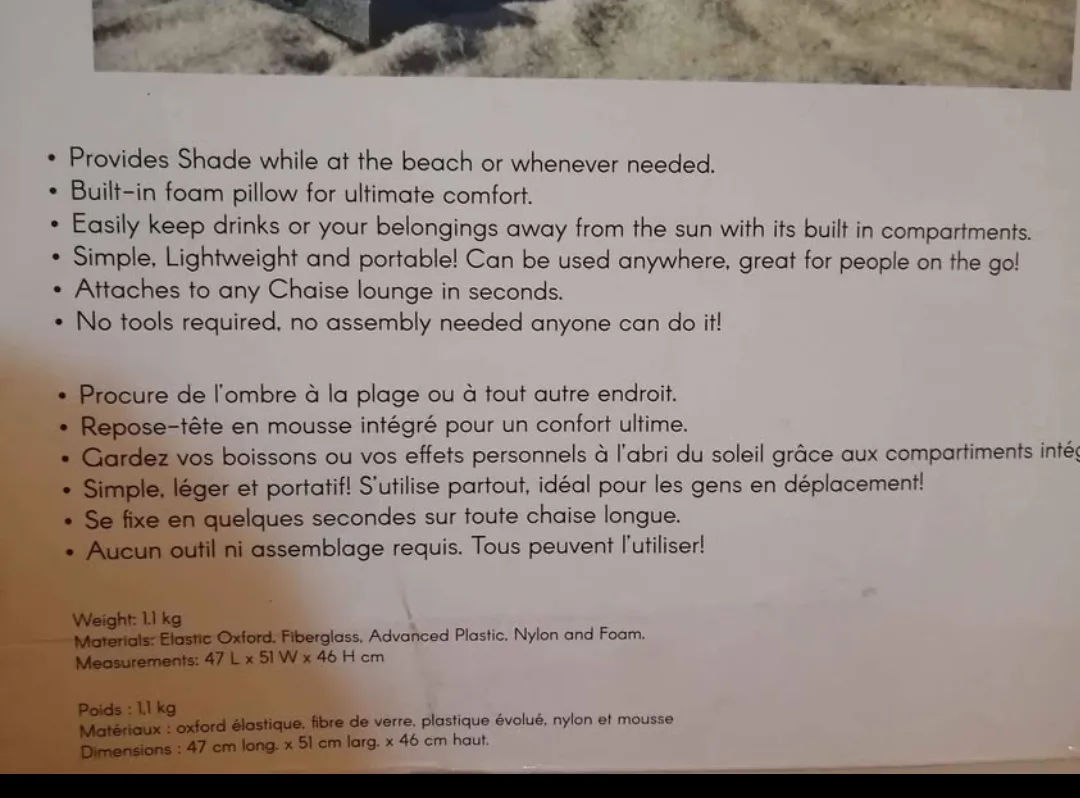 • Provides Shade while at the beach or whenever needed.
• Built-in foam pillow for ultimate comfort.
• Easily keep drinks or your belongings away from the sun with its built in compartments.
• Simple, Lightweight and portable! Can be used anywhere, great for people on the go!
• Attaches to any Chaise lounge in seconds.
• No tools required, no assembly needed anyone can do it!
• Procure de l'ombre à la plage ou à tout autre endroit.
• Repose-tête en mousse intégré pour un confort ultime.
• Gardez vos boissons ou vos effets personnels à l'abri du soleil grâce aux compartiments
• Simple, léger et portatif! S'utilise partout, idéal pour les gens en déplacement!
• Se fixe en quelques secondes sur toute chaise longue.
• Aucun outil ni assemblage requis. Tous peuvent l'utiliser!
Weight: 1.1 kg
Materials: Elastic Oxford, Fiberglass, Advanced Plastic, Nylon and Foam.
Measurements: 47 L x 51 W x 46 H cm
Poids : 1,1 kg
Matériaux : oxford élastique, fibre de verre, plastique évolué, nylon et mousse
Dimensions : 47 cm long. x 51 cm larg. x 46 cm haut.